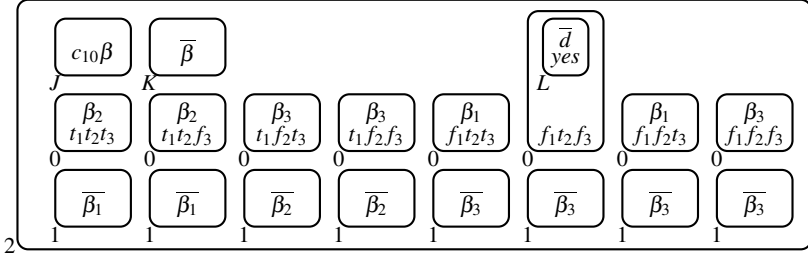 c₁₀β β̅ d̅
yes
J K L
β₂ β₂ β₃ β₃ β₁ β₁ β₃
t₁t₂t₃ t₁t₂f₃ t₁f₂t₃ t₁f₂f₃ f₁t₂t₃ f₁t₂f₃ f₁f₂t₃ f₁f₂f₃
0 0 0 0 0 0 0 0
β̅₁̅ β̅₁̅ β̅₂̅ β̅₂̅ β̅₃̅ β̅₃̅ β̅₃̅ β̅₃̅
1 1 1 1 1 1 1 1
2